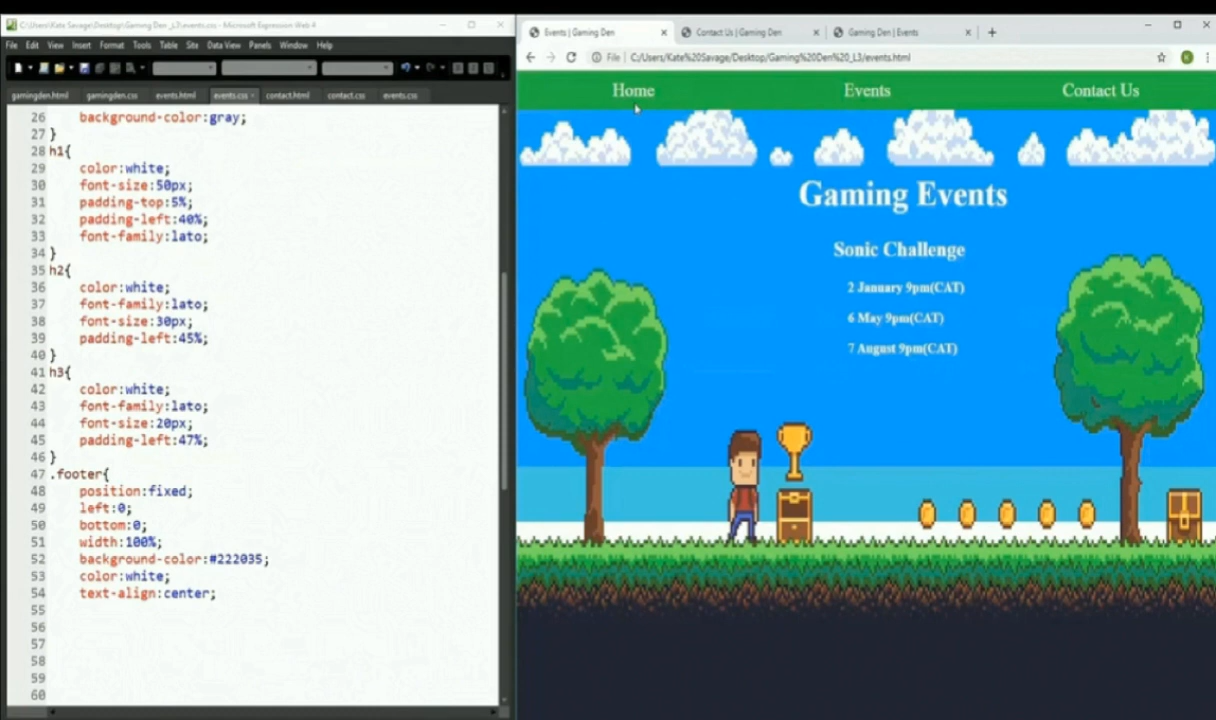 C:\Users\Kate Savage\Desktop\Gaming Den _L3\events.css - Microsoft Expression Web 4
File Edit View Insert Format Tools Table Site Data View Panels Window Help
gamingden.html gamingden.css events.html events.css contact.html contact.css events.css
26 background-color:gray;
27 }
28 h1{
29 color:white;
30 font-size:50px;
31 padding-top:5%;
32 padding-left:40%;
33 font-family:lato;
34 }
35 h2{
36 color:white;
37 font-family:lato;
38 font-size:30px;
39 padding-left:45%;
40 }
41 h3{
42 color:white;
43 font-family:lato;
44 font-size:20px;
45 padding-left:47%;
46 }
47 .footer{
48 position:fixed;
49 left:0;
50 bottom:0;
51 width:100%;
52 background-color:#222035;
53 color:white;
54 text-align:center;
55
56
57
58
59
60
Events | Gaming Den Contact Us | Gaming Den Gaming Den | Events
File C:/Users/Kate%20Savage/Desktop/Gaming%20Den%20_L3/events.html
Home Events Contact Us
Gaming Events
Sonic Challenge
2 January 9pm(CAT)
6 May 9pm(CAT)
7 August 9pm(CAT)